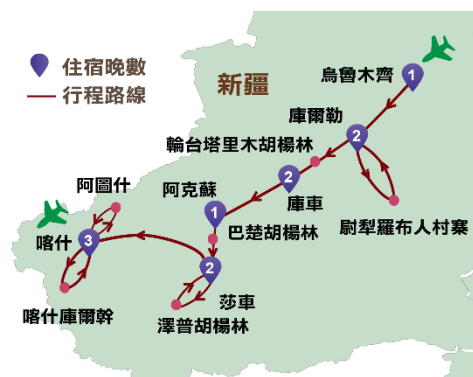 住宿晚數
行程路線
新疆
烏魯木齊
1
庫爾勒
2
輪台塔里木胡楊林
2
庫車
尉犁羅布人村寨
阿克蘇
1
巴楚胡楊林
阿圖什
喀什
3
2
莎車
澤普胡楊林
喀什庫爾幹